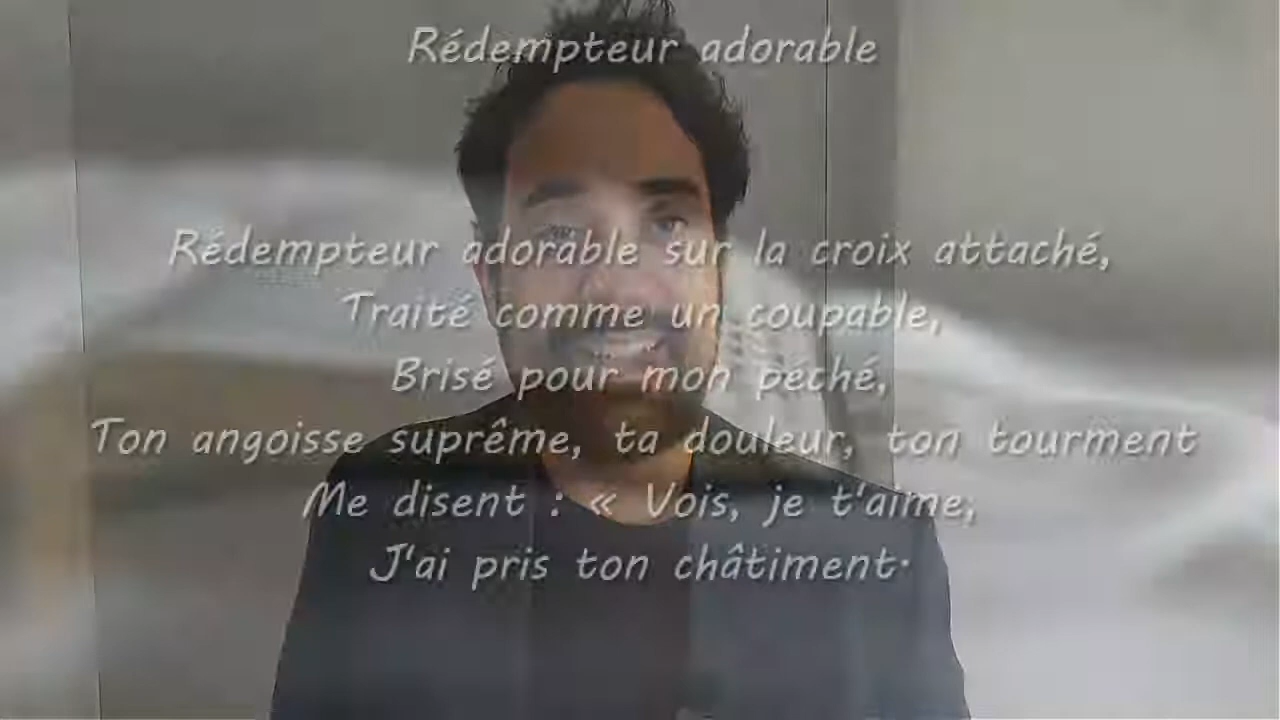 Rédempteur adorable
Rédempteur adorable sur la croix attaché,
Traité comme un coupable,
Brisé pour mon péché,
Ton angoisse suprême, ta douleur, ton tourment
Me disent : « Vois, je t'aime;
J'ai pris ton châtiment.